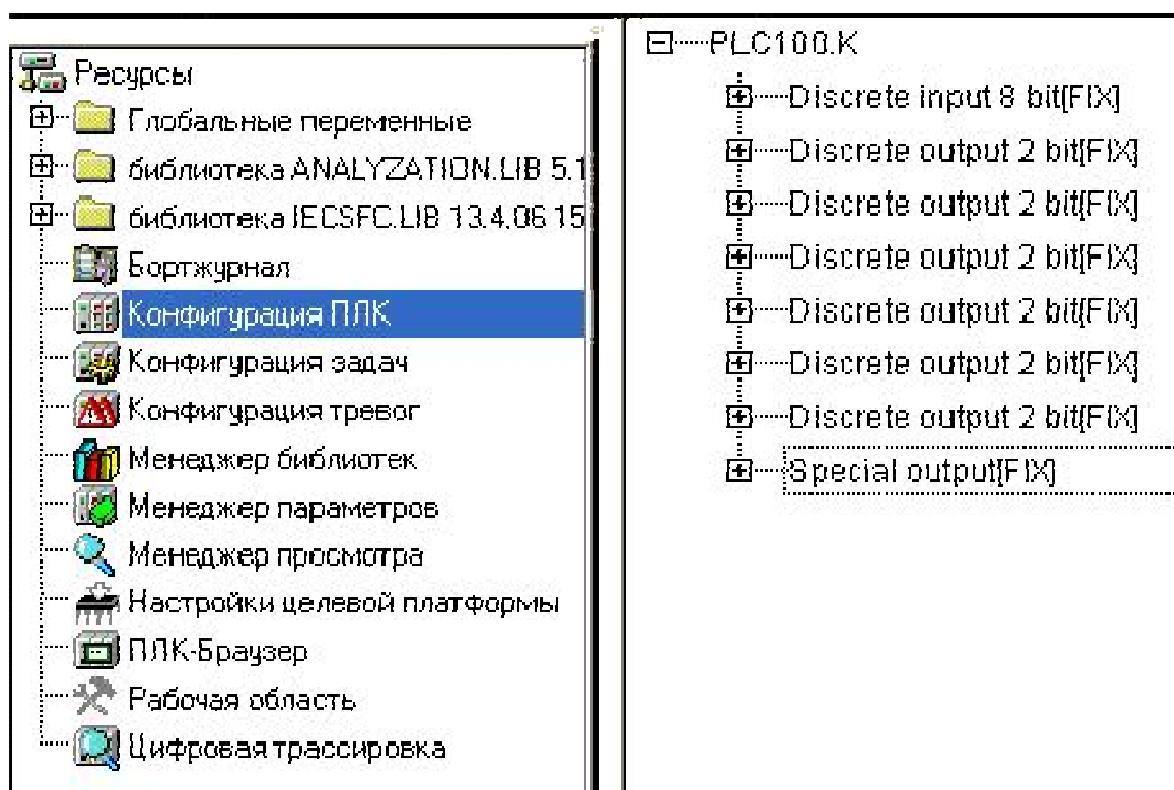 Ресурсы
Глобальные переменные
библиотека ANALYZATION.LIB 5.1
библиотека IECSFC.LIB 13.4.06 15
Бортжурнал
Конфигурация ПЛК
Конфигурация задач
Конфигурация тревог
Менеджер библиотек
Менеджер параметров
Менеджер просмотра
Настройки целевой платформы
ПЛК-Браузер
Рабочая область
Цифровая трассировка
PLC100.K
Discrete input 8 bit[FIX]
Discrete output 2 bit[FIX]
Discrete output 2 bit[FIX]
Discrete output 2 bit[FIX]
Discrete output 2 bit[FIX]
Discrete output 2 bit[FIX]
Discrete output 2 bit[FIX]
Special output[FIX]